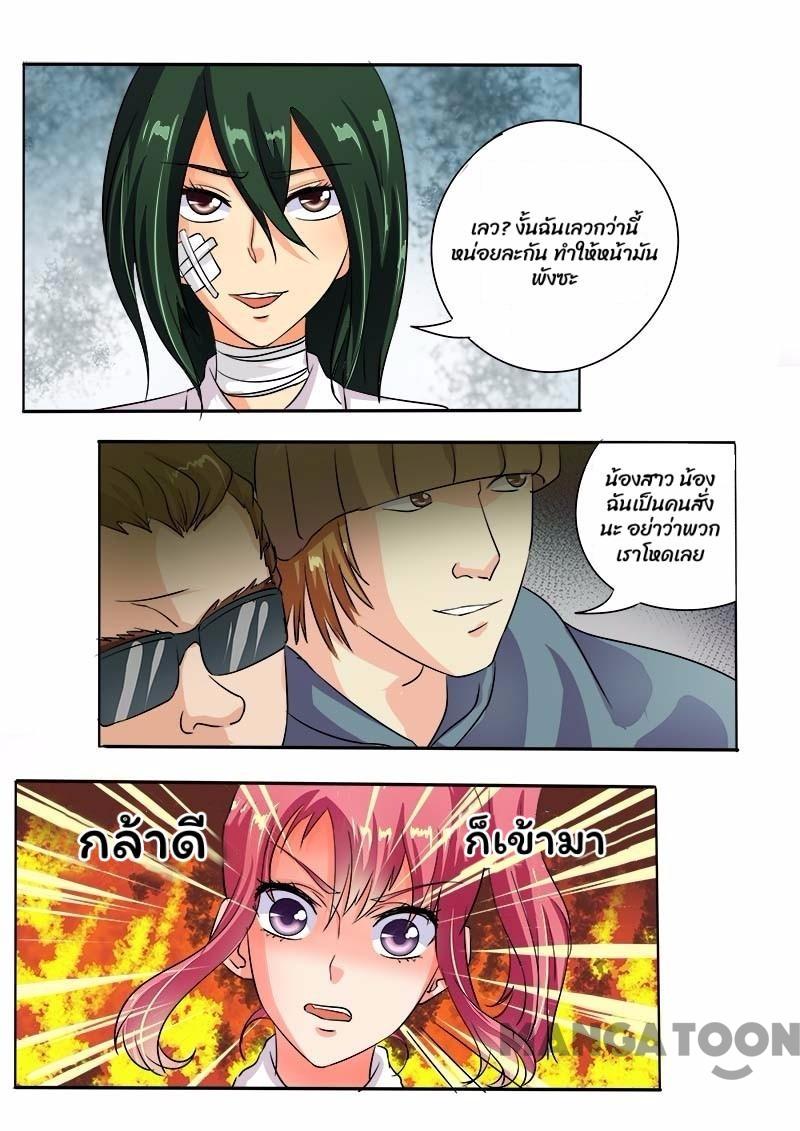 เลว? งั้นฉันเลวกว่านี้
หน่อยละกัน ทำให้หน้ามัน
พังซะ
น้องสาว น้อง
ฉันเป็นคนสั่ง
นะ อย่าว่าพวก
เราโหดเลย
กล้าดี ก็เข้ามา
MANGATOON